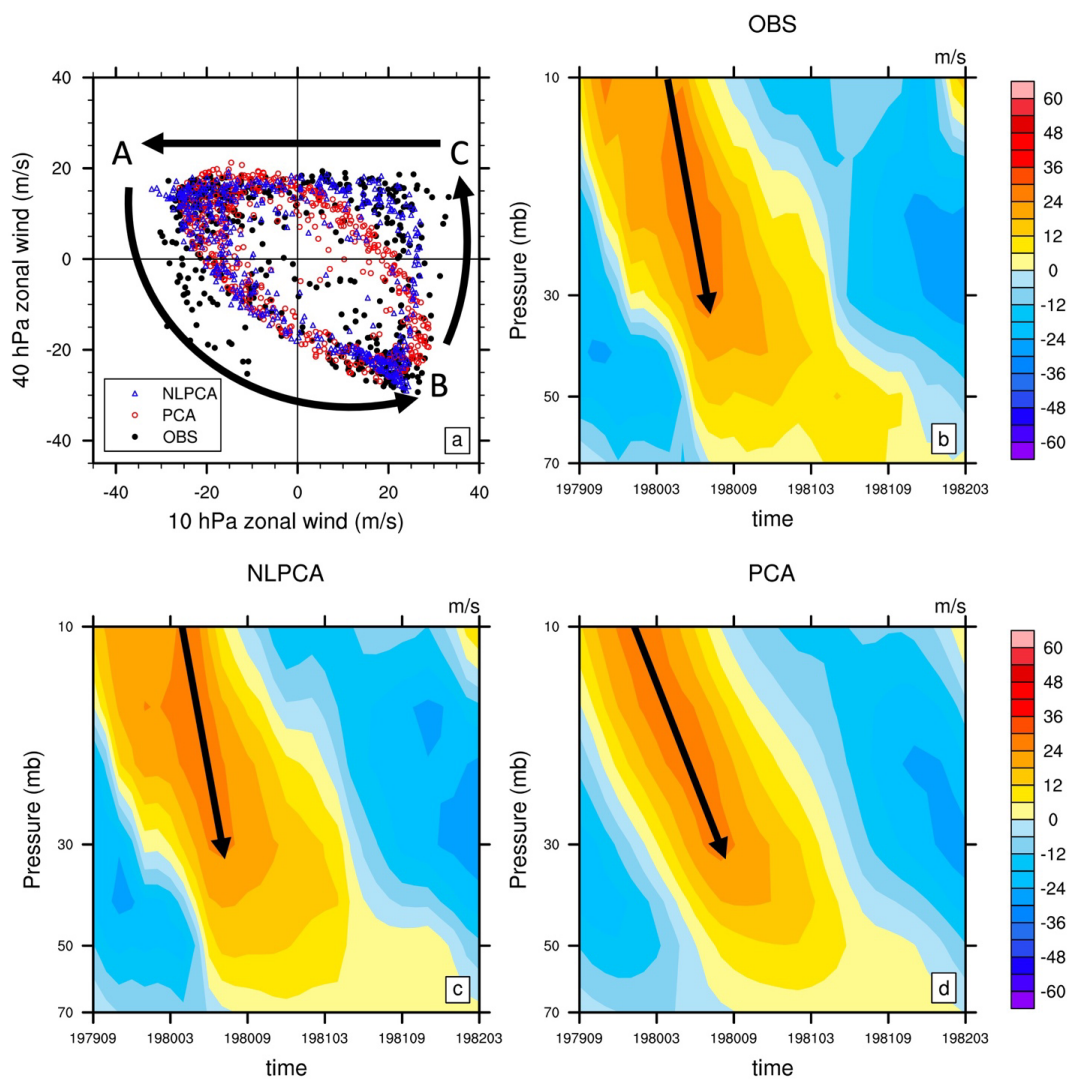 OBS
m/s
40
20
0
-20
-40
40 hPa zonal wind (m/s)
A
C
B
NLPCA
PCA
OBS
a
-40
-20
0
20
40
10 hPa zonal wind (m/s)
10
30
50
70
Pressure (mb)
b
197909
198003
198009
198103
198109
198203
time
60
48
36
24
12
0
-12
-24
-36
-48
-60
NLPCA
m/s
10
30
50
70
Pressure (mb)
c
197909
198003
198009
198103
198109
198203
time
PCA
m/s
10
30
50
70
Pressure (mb)
d
197909
198003
198009
198103
198109
198203
time
60
48
36
24
12
0
-12
-24
-36
-48
-60